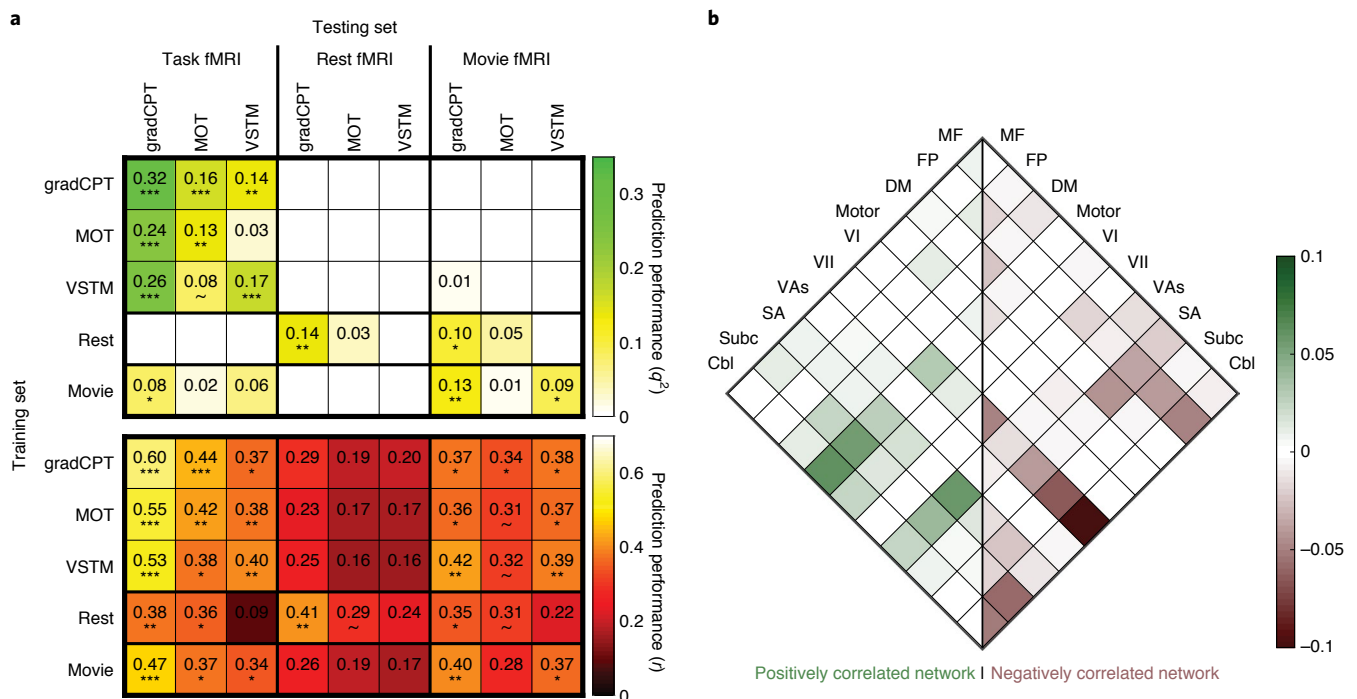 a
Testing set
Task fMRI Rest fMRI Movie fMRI
gradCPT MOT VSTM gradCPT MOT VSTM gradCPT MOT VSTM
Training set
gradCPT 0.32 *** 0.16 *** 0.14 **
MOT 0.24 *** 0.13 ** 0.03
VSTM 0.26 *** 0.08 ~ 0.17 *** 0.01
Rest 0.14 ** 0.03 0.10 * 0.05
Movie 0.08 * 0.02 0.06 0.13 ** 0.01 0.09 *
0.3
0.2
0.1
0
Prediction performance (q²)
gradCPT 0.60 *** 0.44 *** 0.37 * 0.29 0.19 0.20 0.37 * 0.34 * 0.38 *
MOT 0.55 *** 0.42 ** 0.38 ** 0.23 0.17 0.17 0.36 * 0.31 ~ 0.37 *
VSTM 0.53 *** 0.38 * 0.40 ** 0.25 0.16 0.16 0.42 ** 0.32 ~ 0.39 **
Rest 0.38 ** 0.36 * 0.09 0.41 ** 0.29 ~ 0.24 0.35 * 0.31 ~ 0.22
Movie 0.47 *** 0.37 * 0.34 * 0.26 0.19 0.17 0.40 ** 0.28 0.37 *
0.6
0.4
0.2
0
Prediction performance (r)
b
MF MF
FP FP
DM DM
Motor Motor
VI VI
VII VII
VAs VAs
SA SA
Subc Subc
Cbl Cbl
0.1
0.05
0
−0.05
−0.1
Positively correlated network | Negatively correlated network